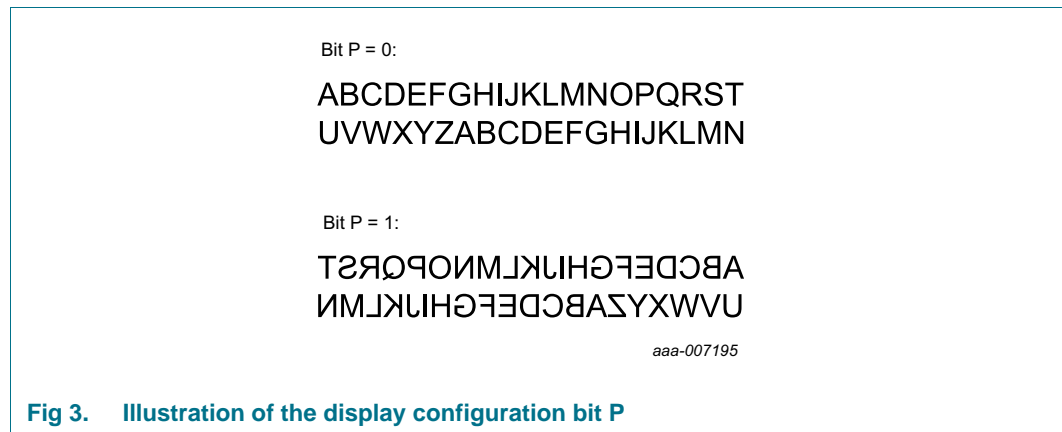 Bit P = 0:
ABCDEFGHIJKLMNOPQRST
UVWXYZABCDEFGHIJKLMN
Bit P = 1:
ABCDEFGHIJKLMNOPQRST
UVWXYZABCDEFGHIJKLMN
aaa-007195
Fig 3. Illustration of the display configuration bit P